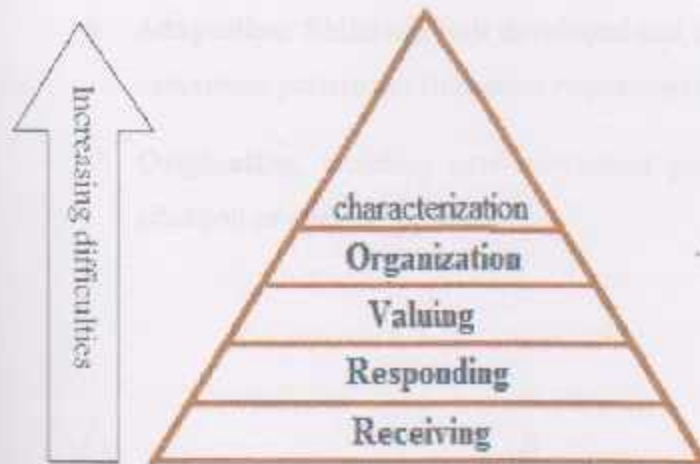 Increasing difficulties
characterization
Organization
Valuing
Responding
Receiving